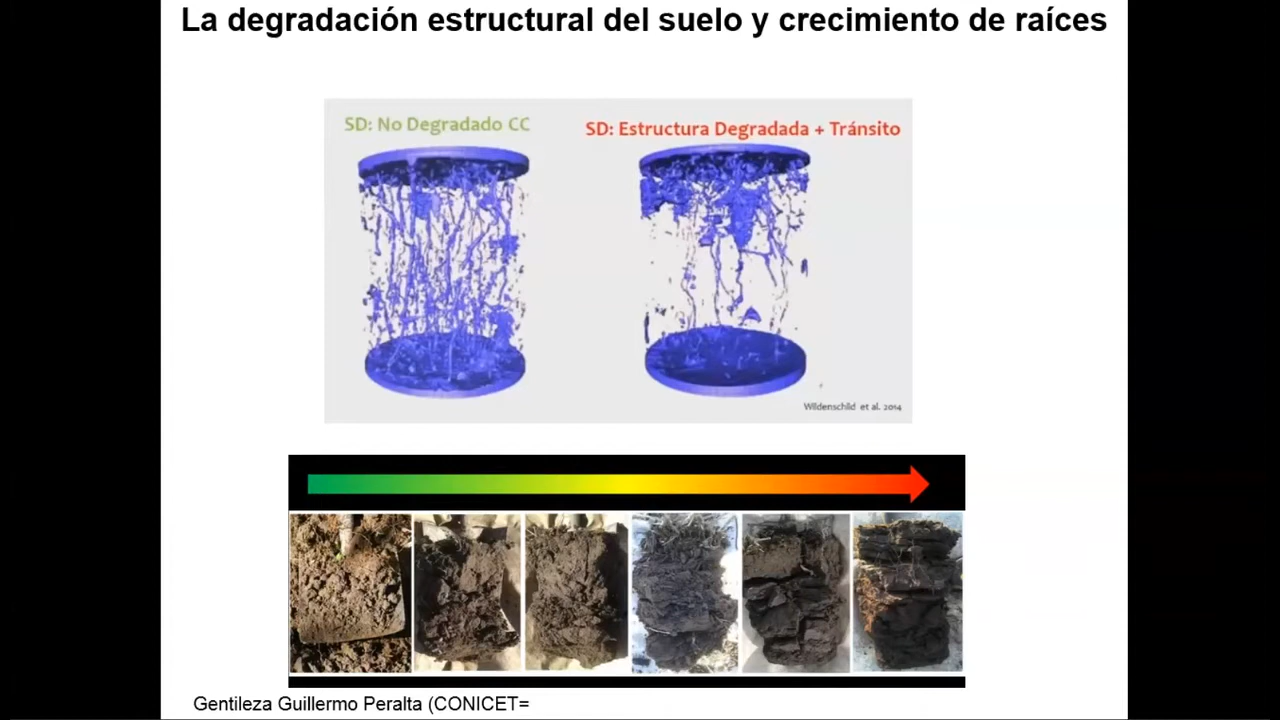 La degradación estructural del suelo y crecimiento de raíces
SD: No Degradado CC
SD: Estructura Degradada + Tránsito
Wildenschild et al. 2014
Gentileza Guillermo Peralta (CONICET=